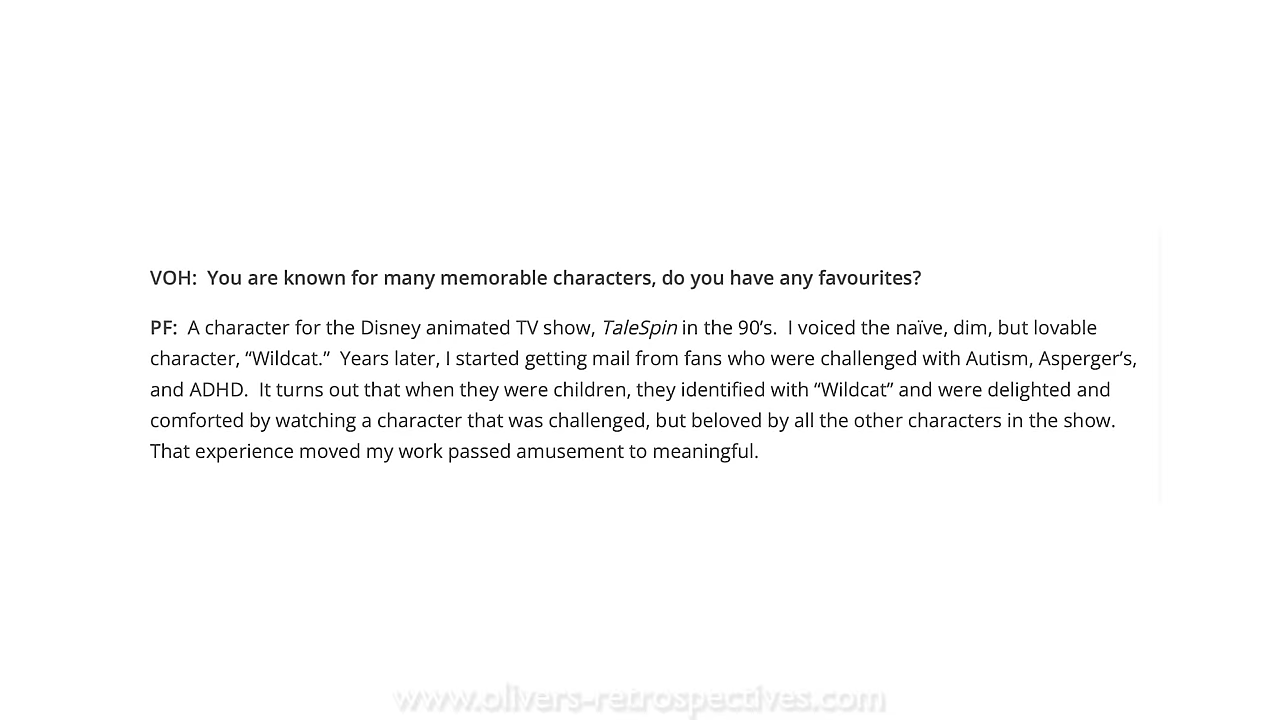 VOH:  You are known for many memorable characters, do you have any favourites?
PF:  A character for the Disney animated TV show, TaleSpin in the 90’s.  I voiced the naïve, dim, but lovable
character, “Wildcat.”  Years later, I started getting mail from fans who were challenged with Autism, Asperger’s,
and ADHD.  It turns out that when they were children, they identified with “Wildcat” and were delighted and
comforted by watching a character that was challenged, but beloved by all the other characters in the show.
That experience moved my work passed amusement to meaningful.
www.olivers-retrospectives.com